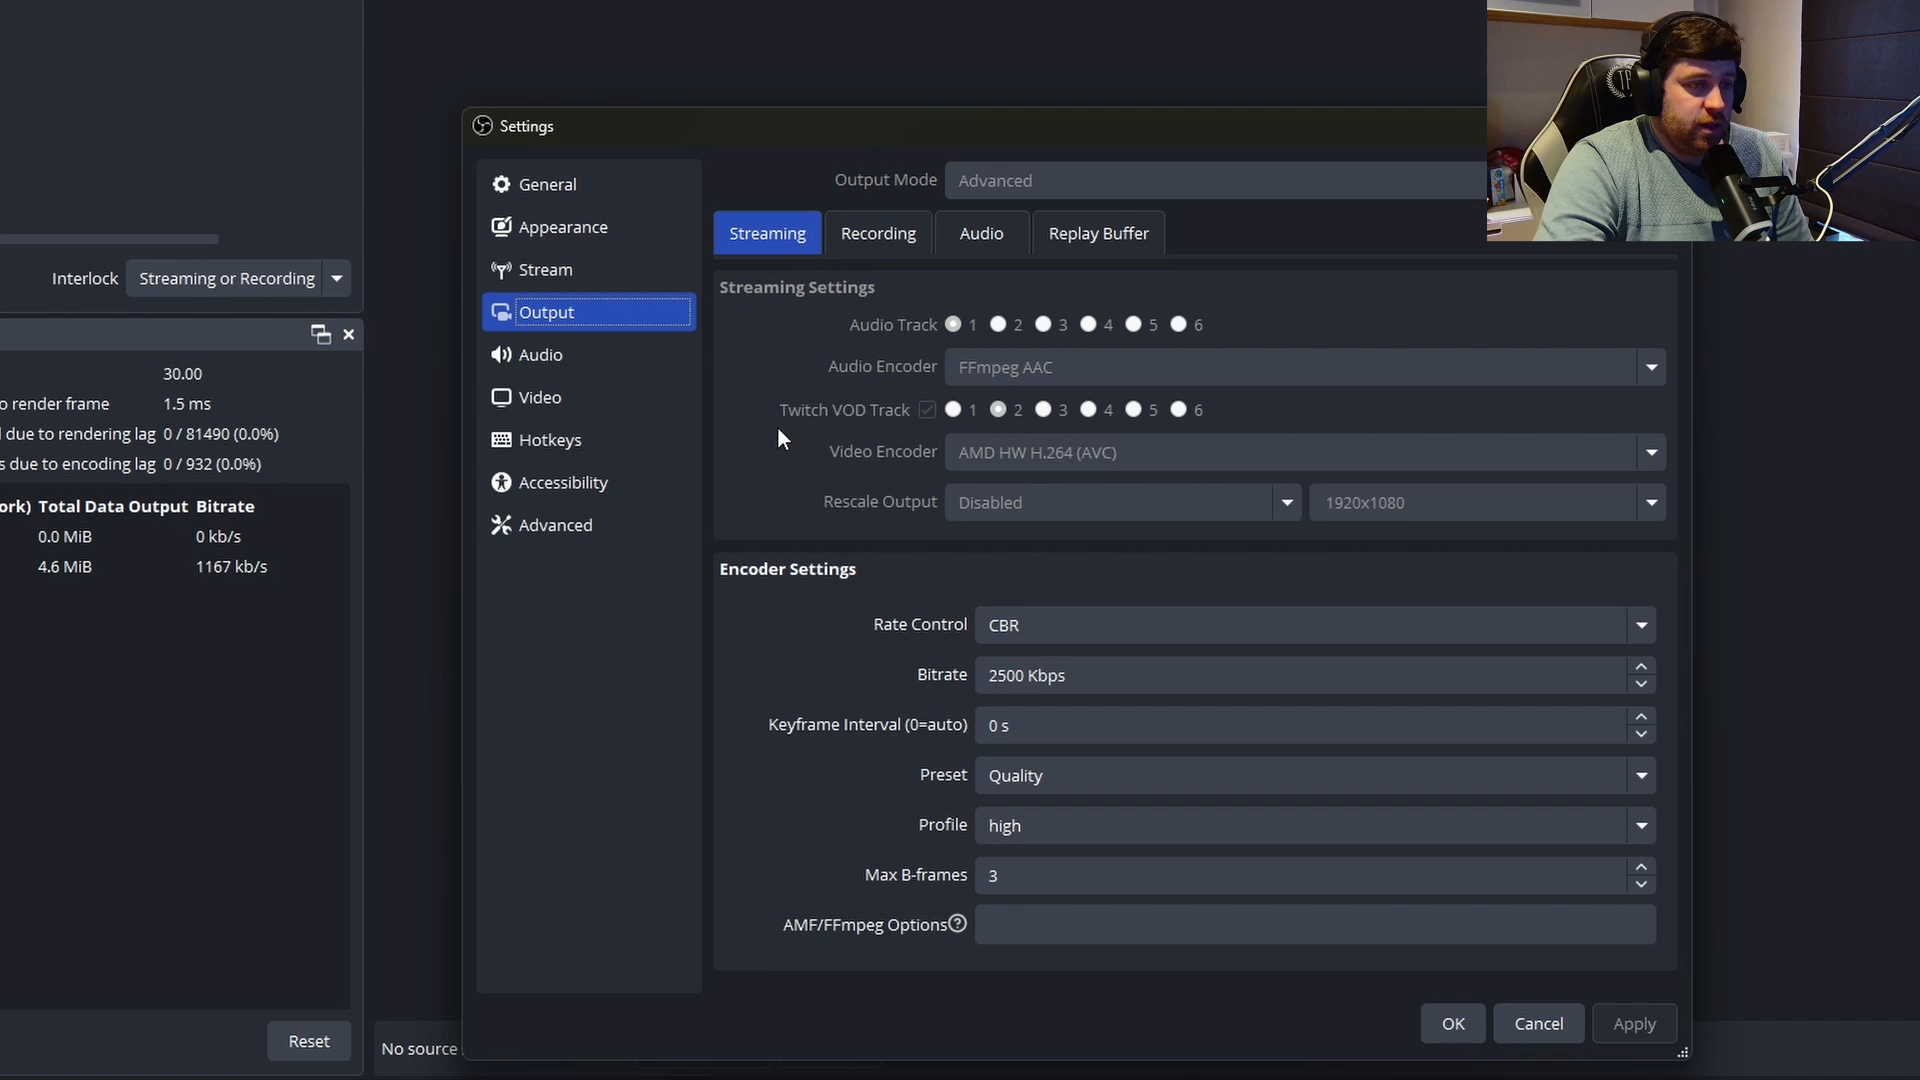 Settings
General
Appearance
Stream
Output
Audio
Video
Hotkeys
Accessibility
Advanced
Output Mode Advanced
Streaming Recording Audio Replay Buffer
Streaming Settings
Audio Track 1 2 3 4 5 6
Audio Encoder FFmpeg AAC
Twitch VOD Track 1 2 3 4 5 6
Video Encoder AMD HW H.264 (AVC)
Rescale Output Disabled 1920x1080
Encoder Settings
Rate Control CBR
Bitrate 2500 Kbps
Keyframe Interval (0=auto) 0 s
Preset Quality
Profile high
Max B-frames 3
AMF/FFmpeg Options
OK Cancel Apply
Interlock Streaming or Recording
30.00
o render frame 1.5 ms
due to rendering lag 0 / 81490 (0.0%)
s due to encoding lag 0 / 932 (0.0%)
ork) Total Data Output Bitrate
0.0 MiB 0 kb/s
4.6 MiB 1167 kb/s
Reset
No source